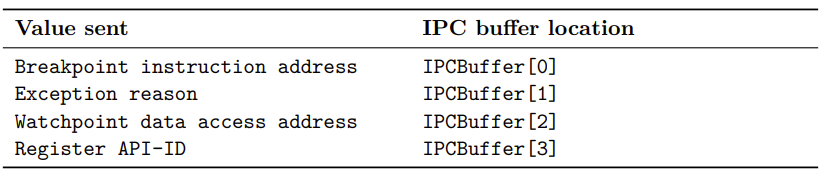 Value sent IPC buffer location
Breakpoint instruction address IPCBuffer[0]
Exception reason IPCBuffer[1]
Watchpoint data access address IPCBuffer[2]
Register API-ID IPCBuffer[3]